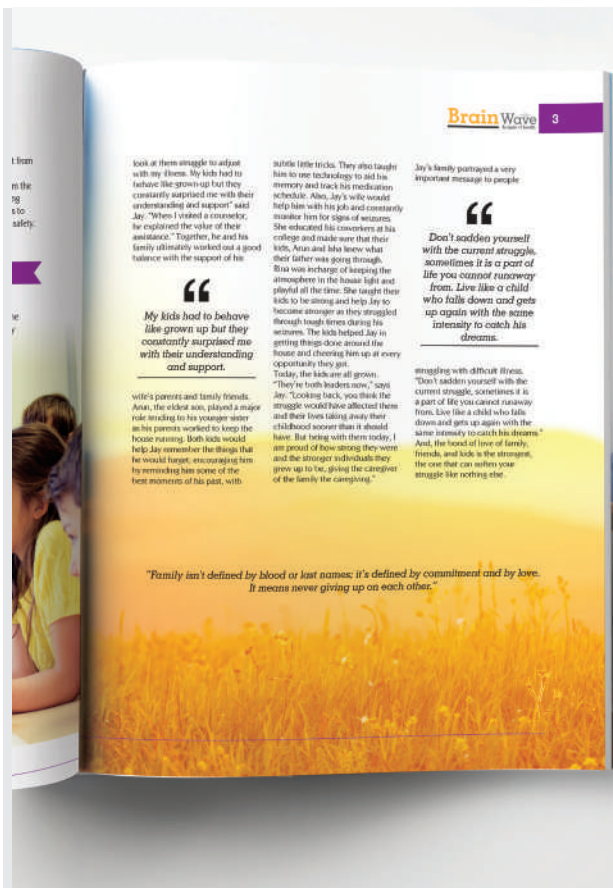 t from
m the
ng
s to
safety.
ne
y
Brain Wave
3
look at them struggle to adjust
with my illness. My kids had to
behave like grown-up but they
constantly surprised me with their
understanding and support" said
Jay. "When I visited a counselor,
he explained the value of their
assistance." Together, he and his
family ultimately worked out a good
balance with the support of his
“
My kids had to behave
like grown up but they
constantly surprised me
with their understanding
and support.
wife's parents and family friends.
Arun, the eldest son, played a major
role tending to his younger sister
as his parents worked to keep the
house running. Both kids would
help Jay remember the things that
he would forget, encouraging him
by reminding him some of the
best moments of his past, with
subtle little tricks. They also taught
him to use technology to aid his
memory and track his medication
schedule. Also, Jay's wife would
help him with his job and constantly
monitor him for signs of seizures.
She educated his coworkers at his
college and made sure that their
kids, Arun and Isha knew what
their father was going through.
Bina was incharge of keeping the
atmosphere in the house light and
playful all the time. She taught their
kids to be strong and help Jay to
become stronger as they struggled
through tough times during his
seizures. The kids helped Jay in
getting things done around the
house and cheering him up at every
opportunity they got.
Today, the kids are all grown.
"They're both leaders now," says
Jay. "Looking back, you think the
struggle would have affected them
and their lives taking away their
childhood sooner than it should
have. But being with them today, I
am proud of how strong they were
and the stronger individuals they
grew up to be, giving the caregiver
of the family the caregiving."
Jay's family portrayed a very
important message to people
“
Don't sadden yourself
with the current struggle,
sometimes it is a part of
life you cannot runaway
from. Live like a child
who falls down and gets
up again with the same
intensity to catch his
dreams.
struggling with difficult illness.
"Don't sadden yourself with the
current struggle, sometimes it is
a part of life you cannot runaway
from. Live like a child who falls
down and gets up again with the
same intensity to catch his dreams."
And, the bond of love of family,
friends, and kids is the strongest,
the one that can soften your
struggle like nothing else.
"Family isn't defined by blood or last names; it's defined by commitment and by love.
It means never giving up on each other."